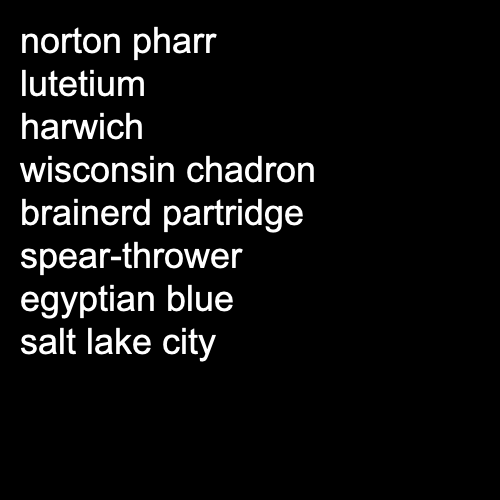 norton pharr
lutetium
harwich
wisconsin chadron
brainerd partridge
spear-thrower
egyptian blue
salt lake city